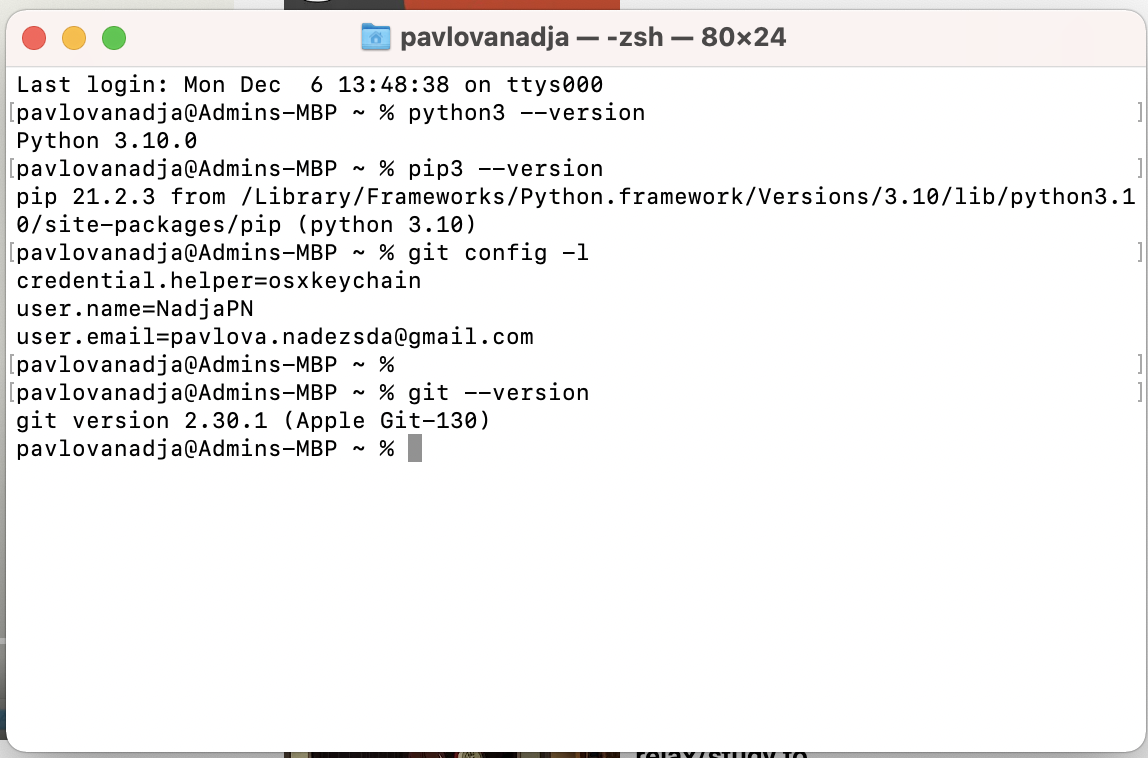 pavlovanadja — -zsh — 80×24
Last login: Mon Dec  6 13:48:38 on ttys000
[pavlovanadja@Admins-MBP ~ % python3 --version ]
Python 3.10.0
[pavlovanadja@Admins-MBP ~ % pip3 --version ]
pip 21.2.3 from /Library/Frameworks/Python.framework/Versions/3.10/lib/python3.1
0/site-packages/pip (python 3.10)
[pavlovanadja@Admins-MBP ~ % git config -l ]
credential.helper=osxkeychain
user.name=NadjaPN
user.email=pavlova.nadezsda@gmail.com
[pavlovanadja@Admins-MBP ~ % ]
[pavlovanadja@Admins-MBP ~ % git --version ]
git version 2.30.1 (Apple Git-130)
pavlovanadja@Admins-MBP ~ %
relax/study to